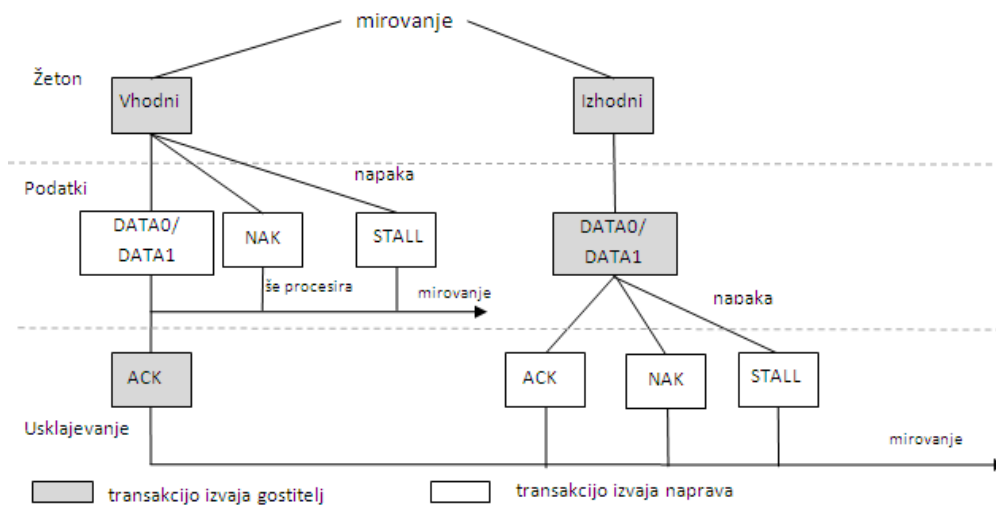 mirovanje
Žeton
Vhodni
Izhodni
napaka
Podatki
DATA0/
DATA1
NAK
STALL
DATA0/
DATA1
še procesira
mirovanje
napaka
ACK
ACK
NAK
STALL
Usklajevanje
mirovanje
transakcijo izvaja gostitelj
transakcijo izvaja naprava